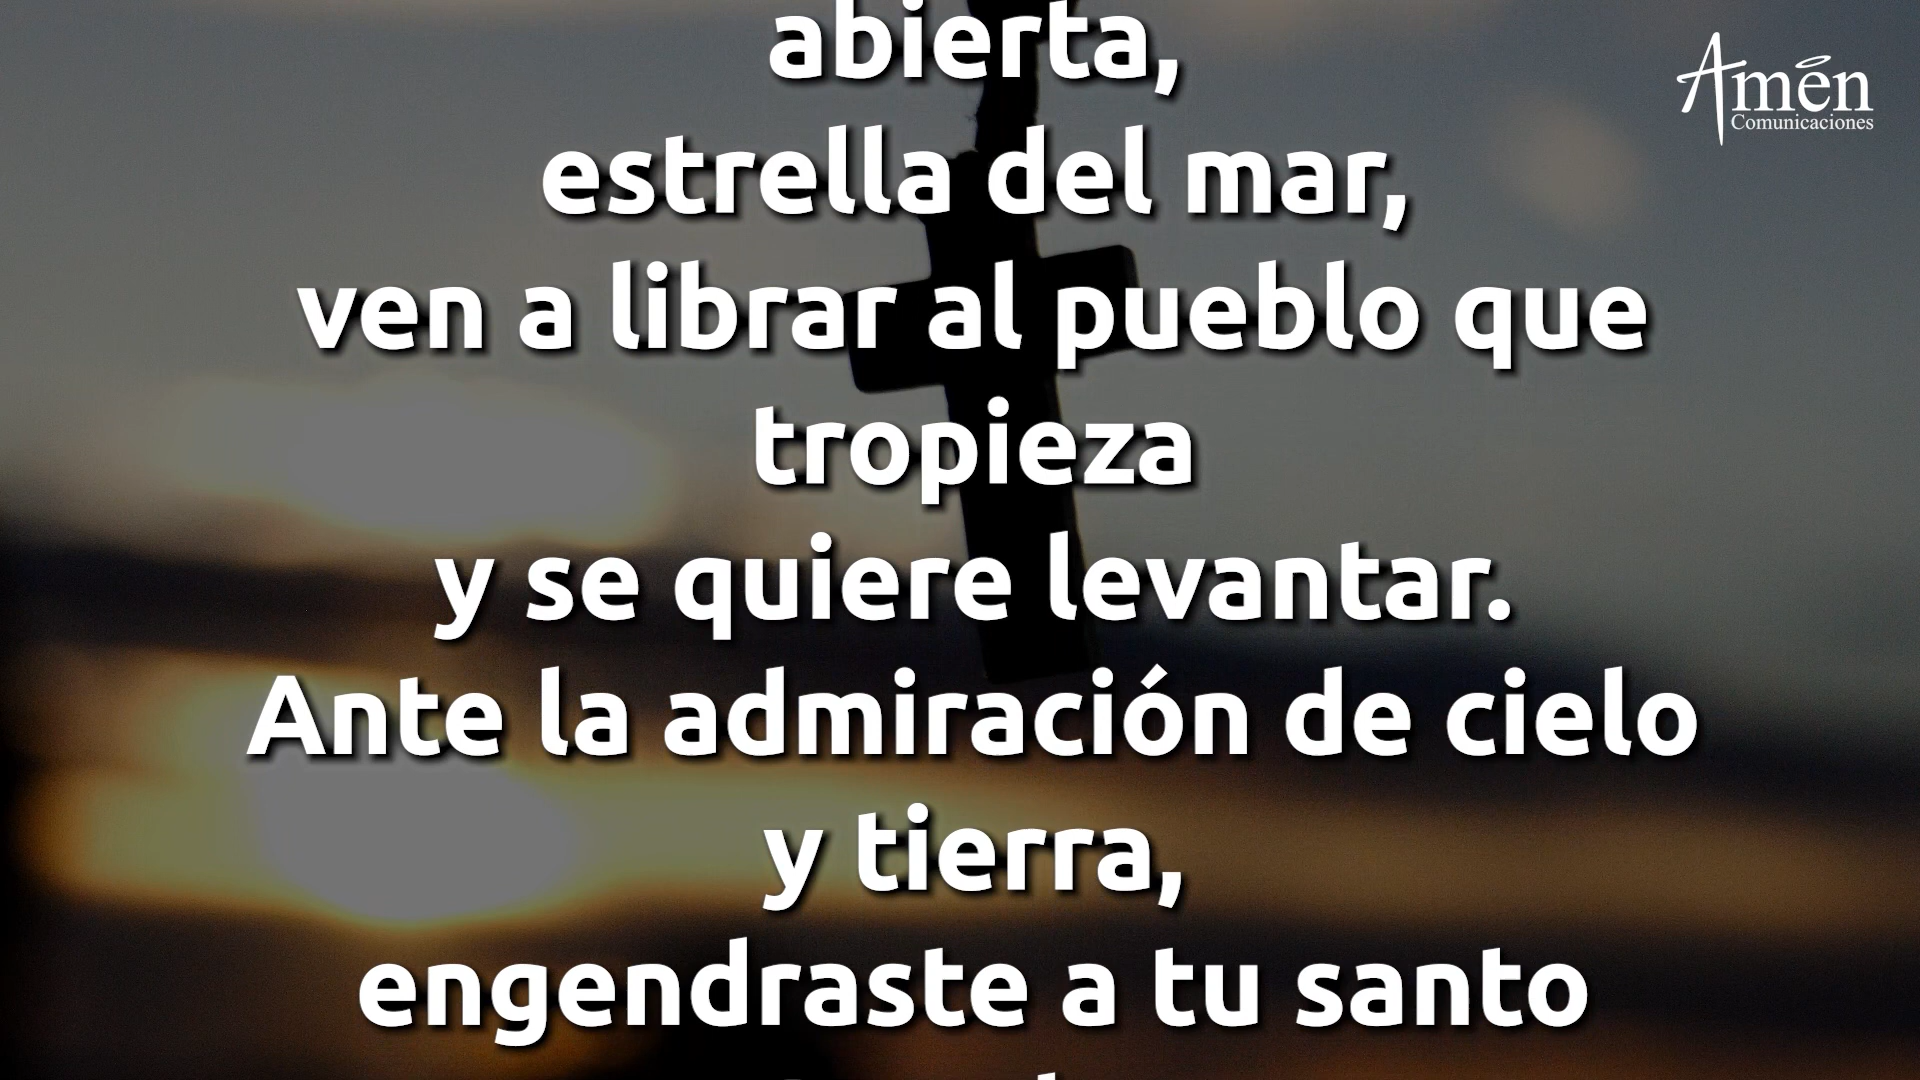 abierta,
estrella del mar,
ven a librar al pueblo que
tropieza
y se quiere levantar.
Ante la admiración de cielo
y tierra,
engendraste a tu santo
Amén
Comunicaciones